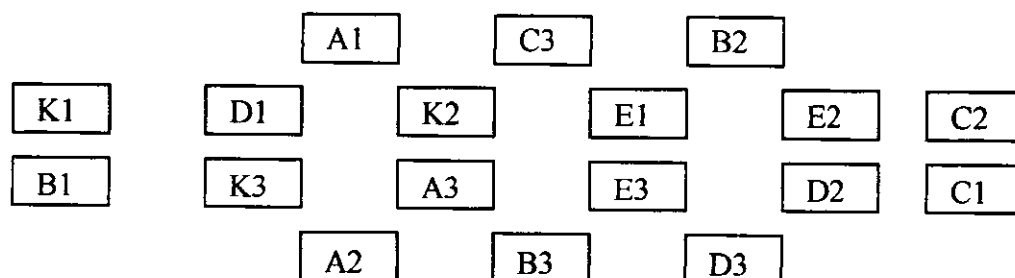 A1 C3 B2
K1 D1 K2 E1 E2 C2
B1 K3 A3 E3 D2 C1
A2 B3 D3